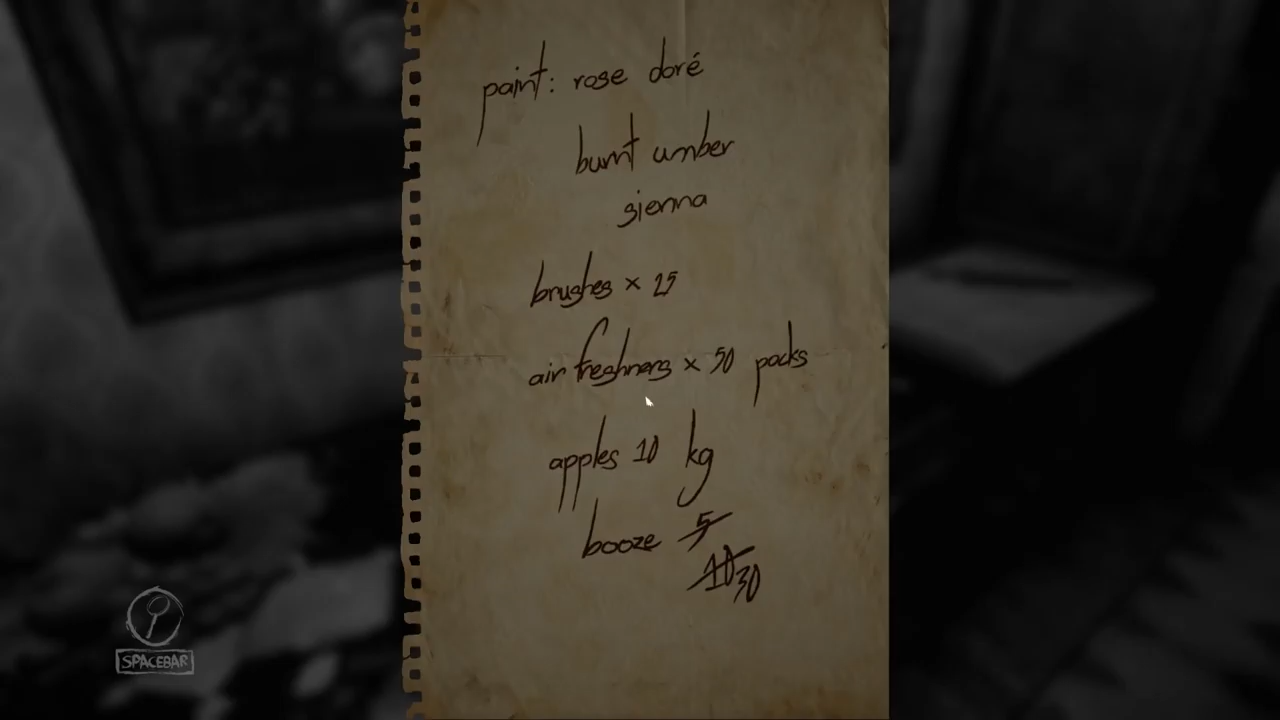 paint: rose doré
burnt umber
sienna
brushes × 25
air freshners × 50 packs
apples 10 kg
booze 5
10 30
SPACEBAR